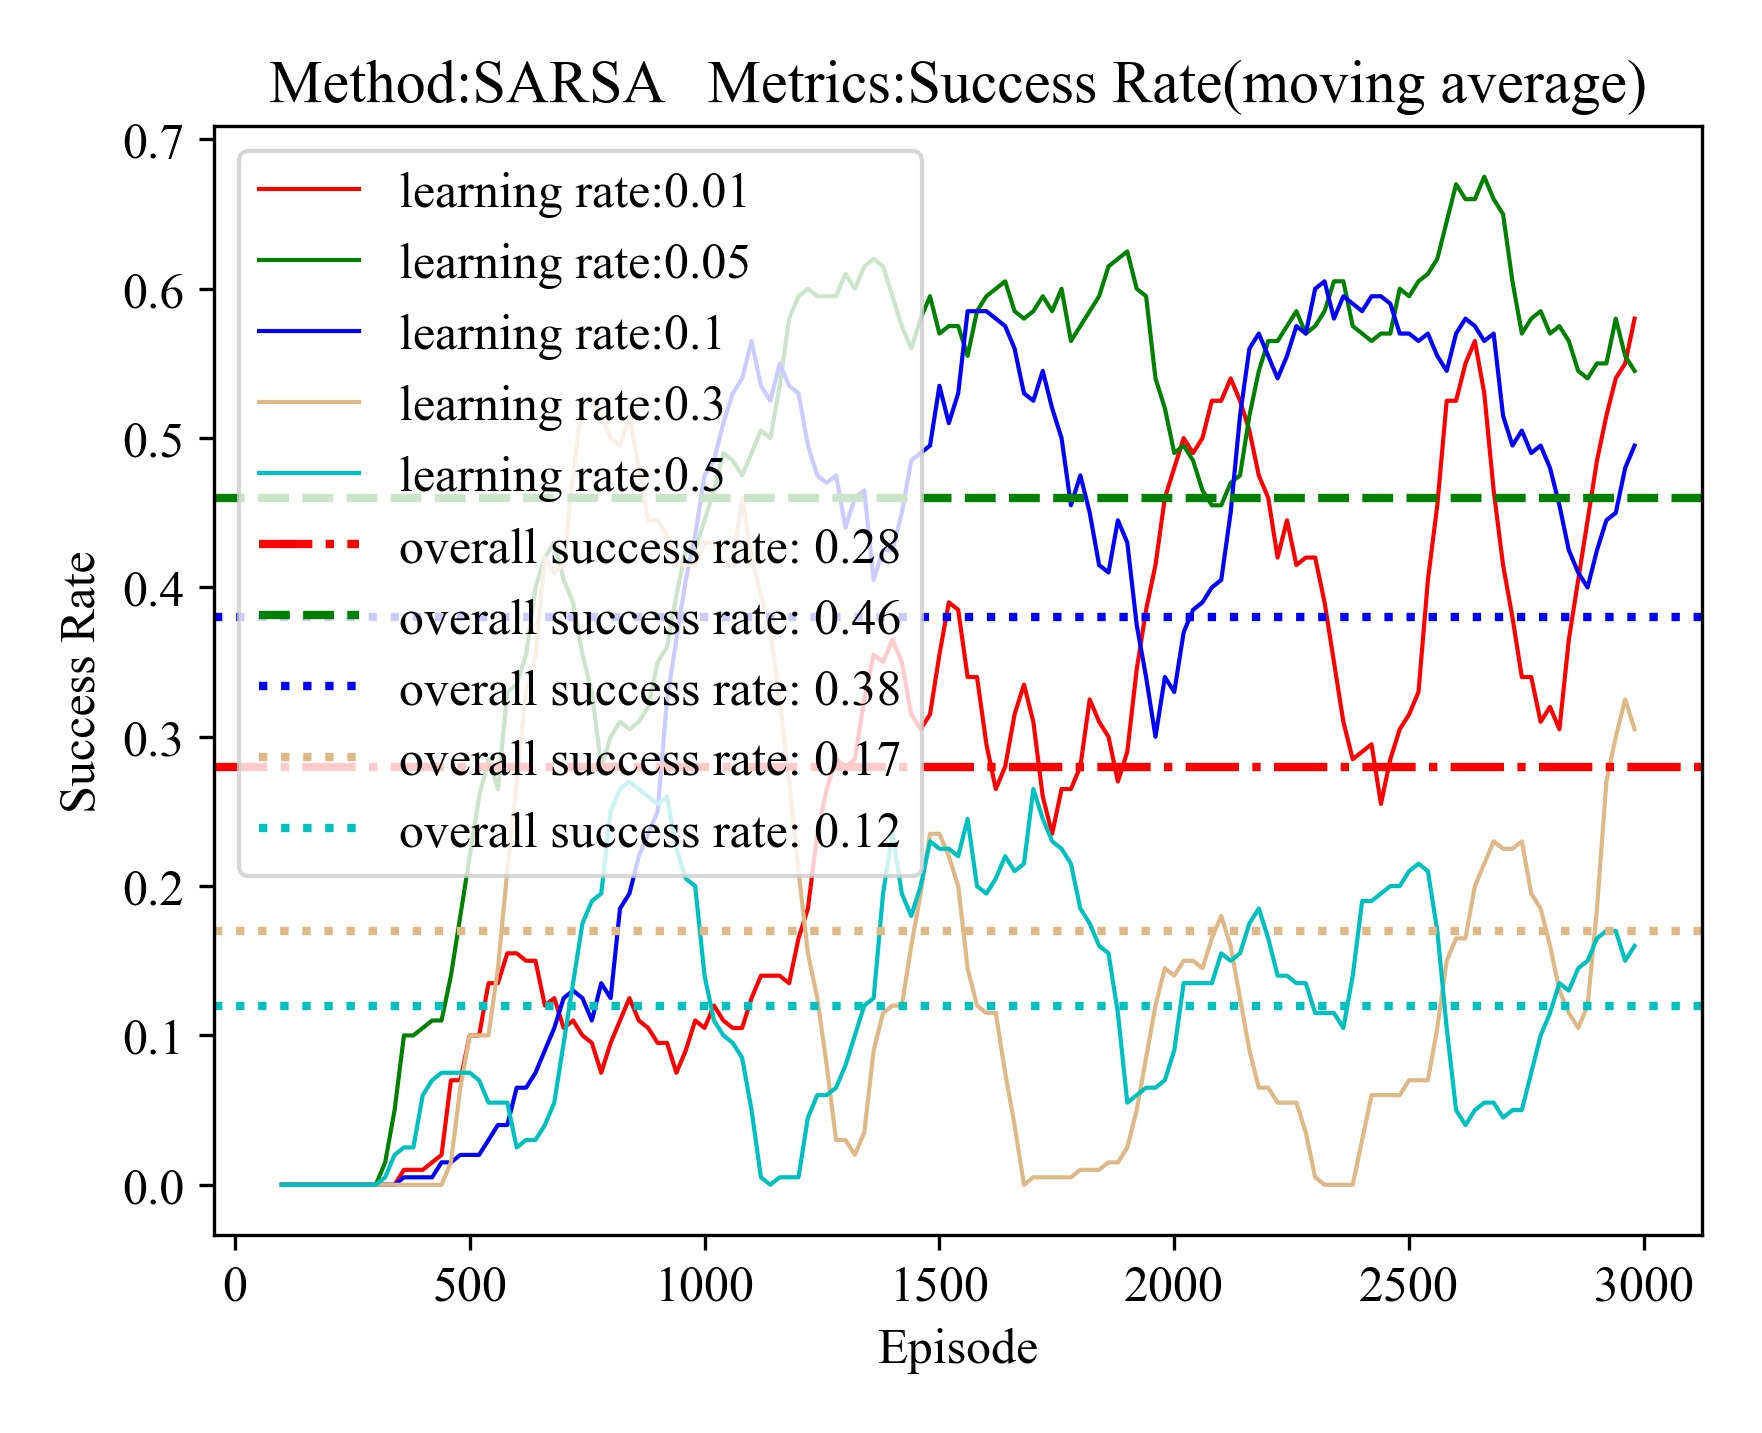 Method:SARSA   Metrics:Success Rate(moving average)
0.7
0.6
0.5
0.4
0.3
0.2
0.1
0.0
Success Rate
learning rate:0.01
learning rate:0.05
learning rate:0.1
learning rate:0.3
learning rate:0.5
overall success rate: 0.28
overall success rate: 0.46
overall success rate: 0.38
overall success rate: 0.17
overall success rate: 0.12
0 500 1000 1500 2000 2500 3000
Episode